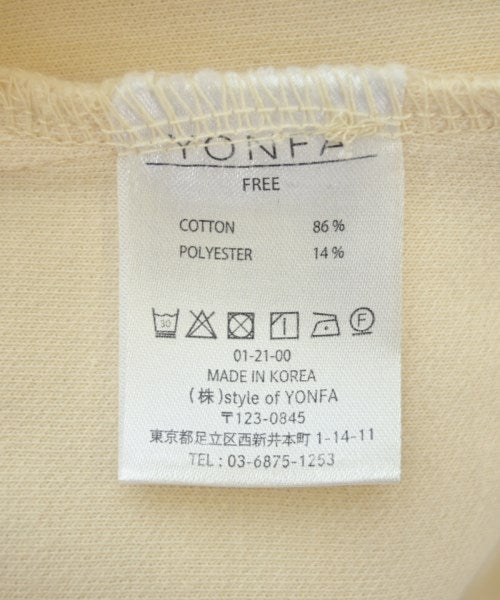 YONFA
FREE
COTTON 86 %
POLYESTER 14 %
30 F
01-21-00
MADE IN KOREA
(株)style of YONFA
〒123-0845
東京都足立区西新井本町 1-14-11
TEL : 03-6875-1253